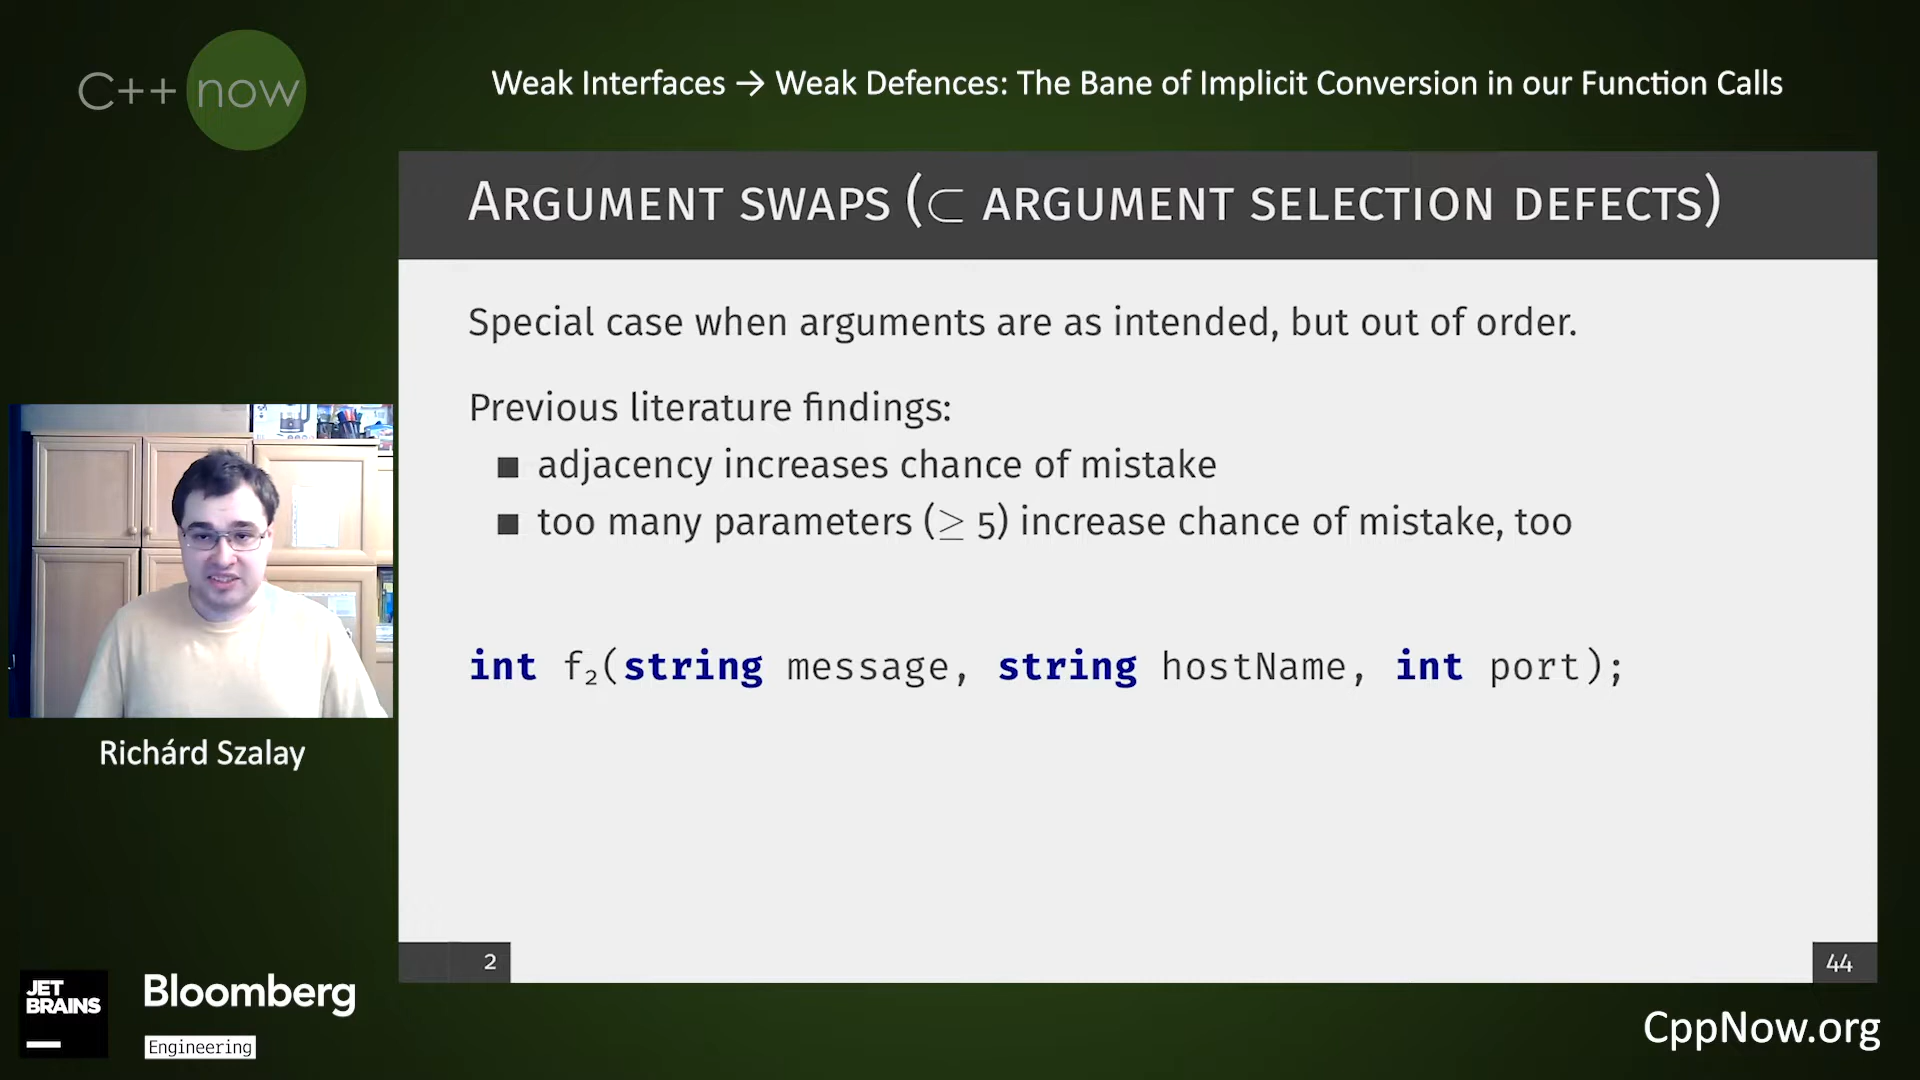 C++ now
Weak Interfaces → Weak Defences: The Bane of Implicit Conversion in our Function Calls
ARGUMENT SWAPS (⊂ ARGUMENT SELECTION DEFECTS)
Special case when arguments are as intended, but out of order.
Previous literature findings:
■ adjacency increases chance of mistake
■ too many parameters (≥ 5) increase chance of mistake, too
int f₂(string message, string hostName, int port);
Richárd Szalay
2
44
JET
BRAINS
Bloomberg
Engineering
CppNow.org